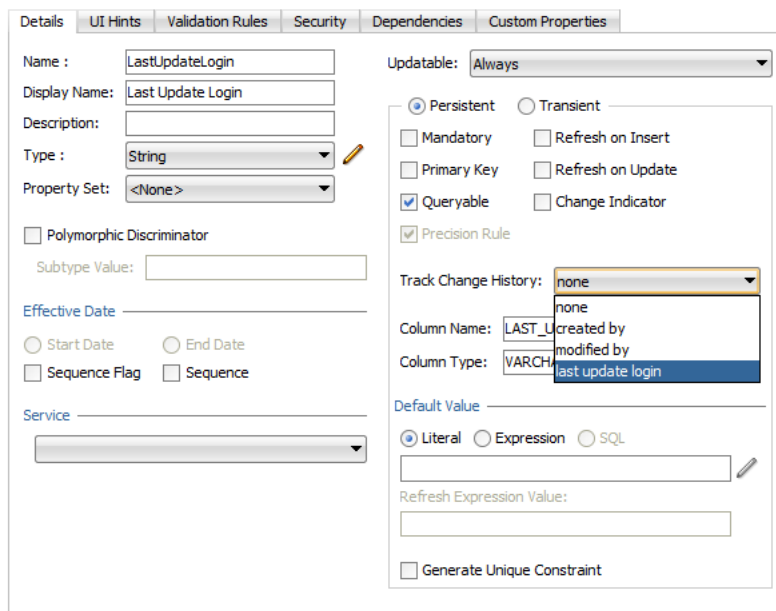 Details UI Hints Validation Rules Security Dependencies Custom Properties
Name : LastUpdateLogin
Display Name: Last Update Login
Description:
Type : String
Property Set: <None>
Polymorphic Discriminator
Subtype Value:
Effective Date
Start Date End Date
Sequence Flag Sequence
Service
Updatable: Always
Persistent Transient
Mandatory Refresh on Insert
Primary Key Refresh on Update
Queryable Change Indicator
Precision Rule
Track Change History: none
none
created by
modified by
last update login
Column Name: LAST_U
Column Type: VARCHA
Default Value
Literal Expression SQL
Refresh Expression Value:
Generate Unique Constraint